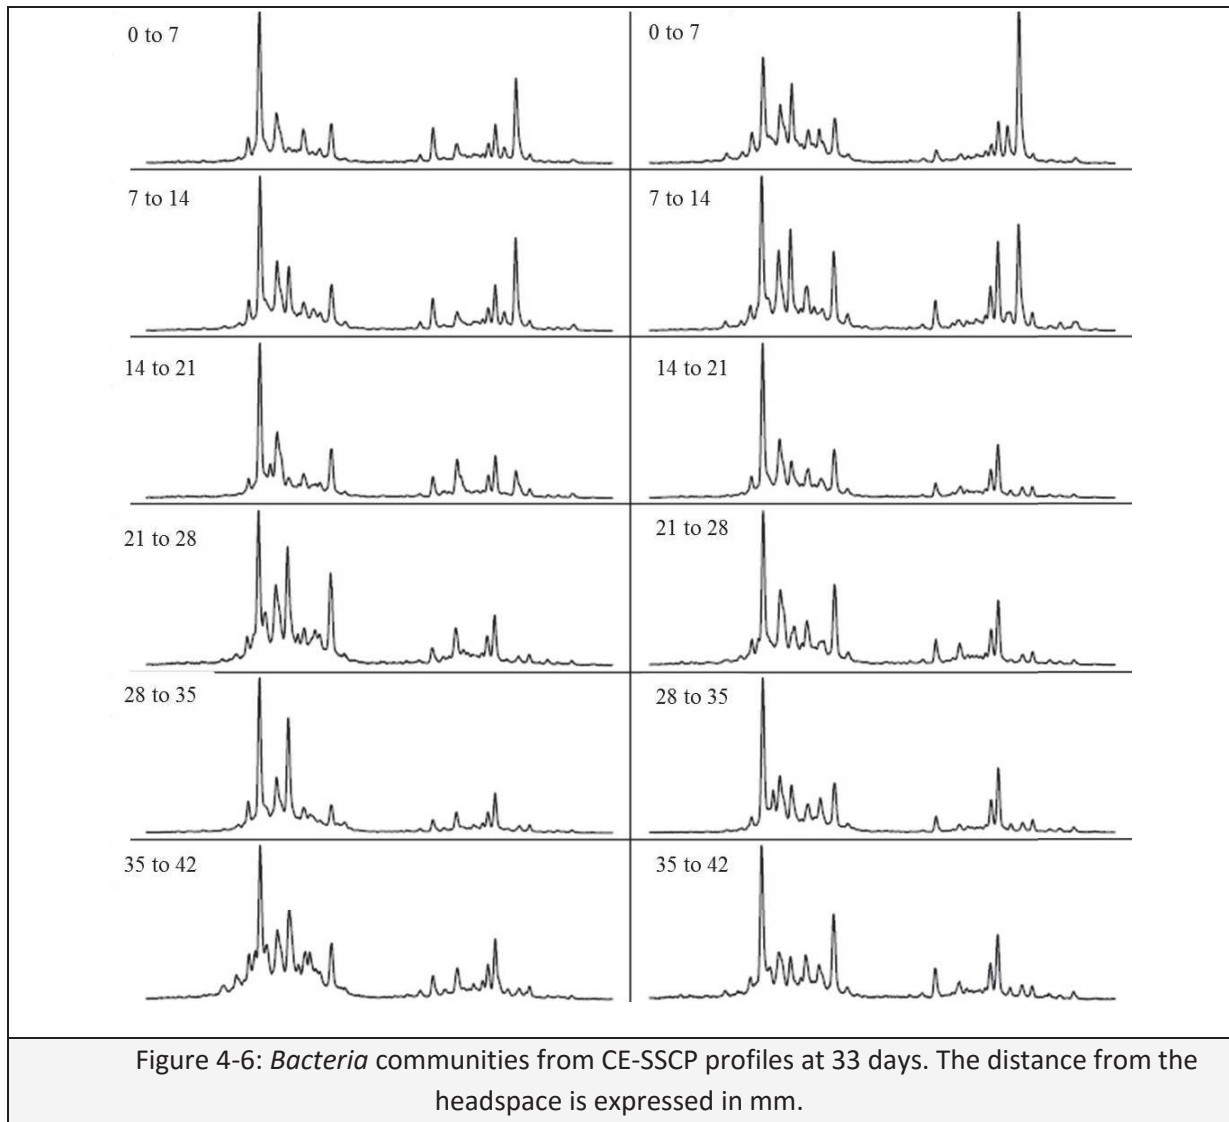 0 to 7
0 to 7
7 to 14
7 to 14
14 to 21
14 to 21
21 to 28
21 to 28
28 to 35
28 to 35
35 to 42
35 to 42
Figure 4-6: Bacteria communities from CE-SSCP profiles at 33 days. The distance from the
headspace is expressed in mm.